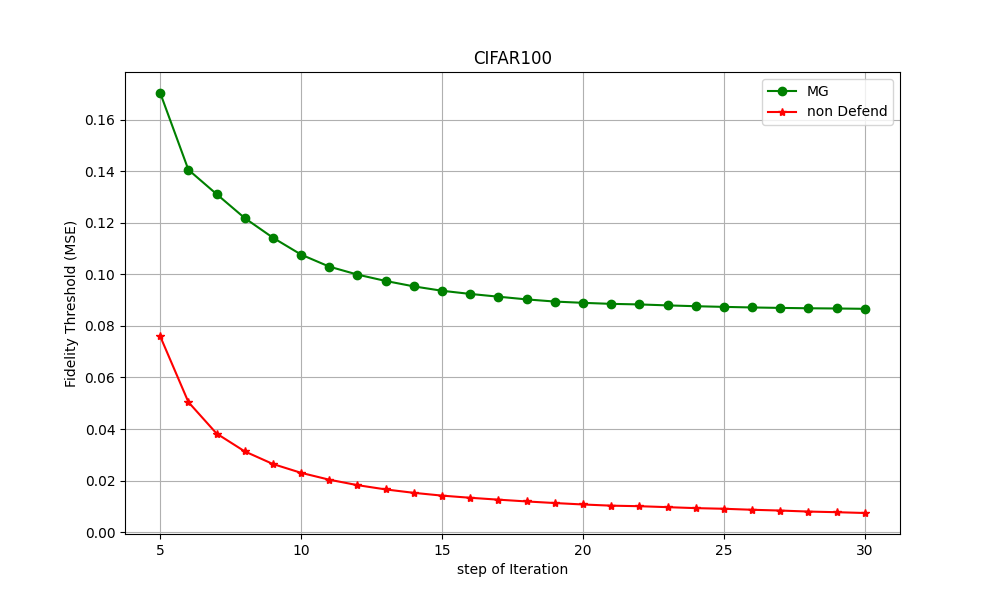 CIFAR100
MG
non Defend
Fidelity Threshold (MSE)
0.16
0.14
0.12
0.10
0.08
0.06
0.04
0.02
0.00
5 10 15 20 25 30
step of Iteration